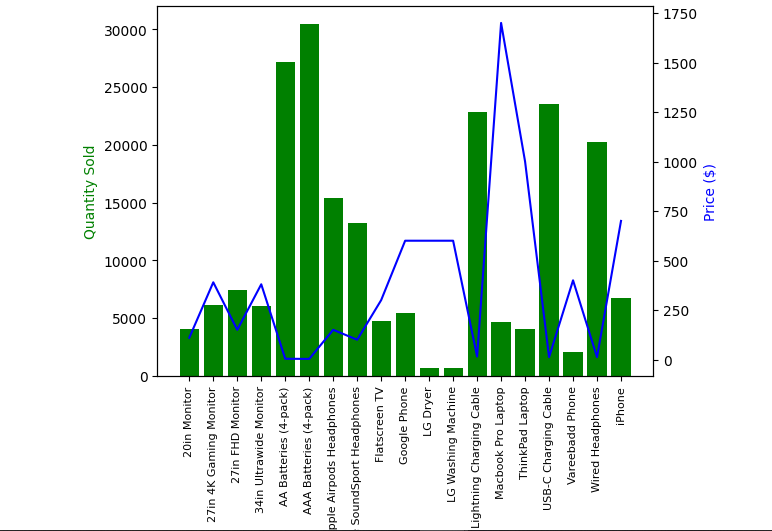 30000
25000
20000
15000
10000
5000
0
Quantity Sold
1750
1500
1250
1000
750
500
250
0
Price ($)
20in Monitor
27in 4K Gaming Monitor
27in FHD Monitor
34in Ultrawide Monitor
AA Batteries (4-pack)
AAA Batteries (4-pack)
pple Airpods Headphones
SoundSport Headphones
Flatscreen TV
Google Phone
LG Dryer
LG Washing Machine
Lightning Charging Cable
Macbook Pro Laptop
ThinkPad Laptop
USB-C Charging Cable
Vareebadd Phone
Wired Headphones
iPhone